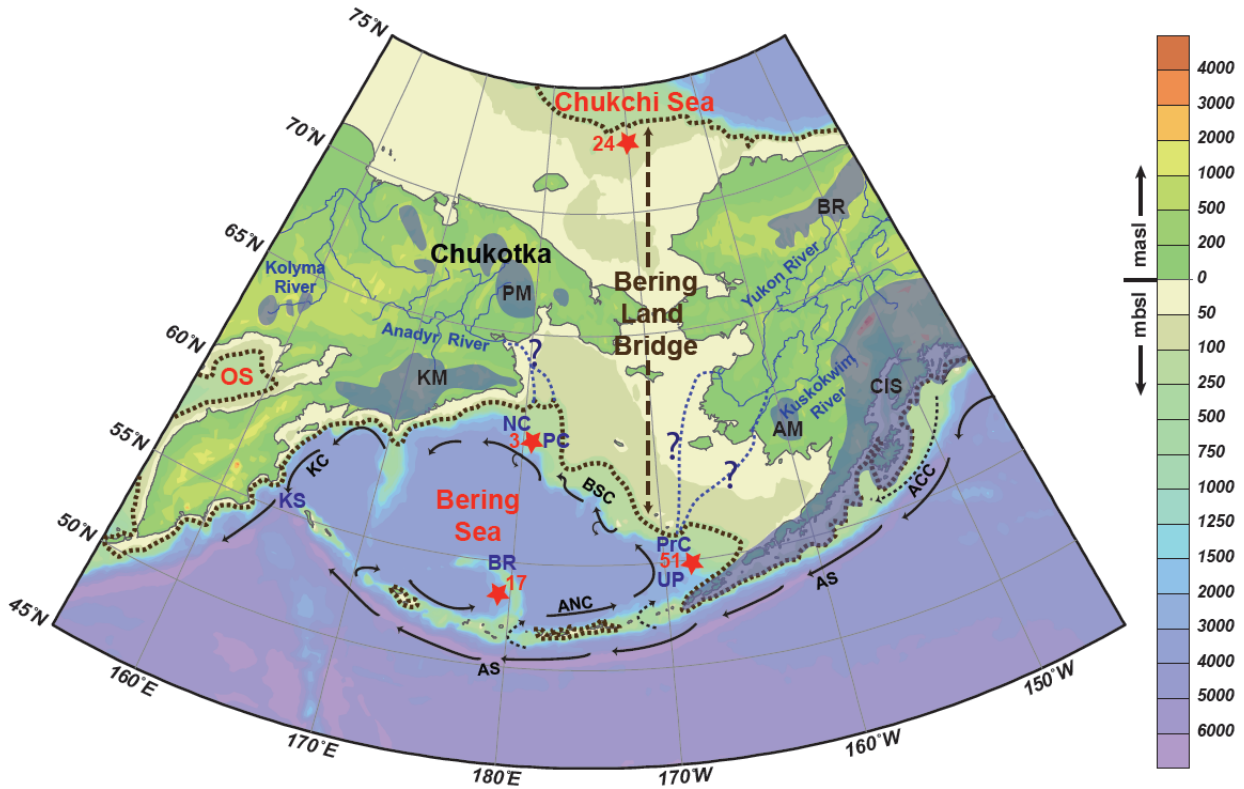 75°N
70°N
65°N
60°N
55°N
50°N
45°N
Chukchi Sea
24
BR
Chukotka
PM
Kolyma
River
Bering
Land
Bridge
Yukon River
Anadyr River
OS
KM
Kuskokwim
River
CIS
AM
?
?
?
NC
3
PC
KC
KS
BSC
ACC
Bering
Sea
PrC
51
UP
BR
17
ANC
AS
AS
160°E
170°E
180°E
170°W
160°W
150°W
4000
3000
2000
1000
500
200
0
50
100
250
500
750
1000
1250
1500
2000
3000
4000
5000
6000
masl
mbsl